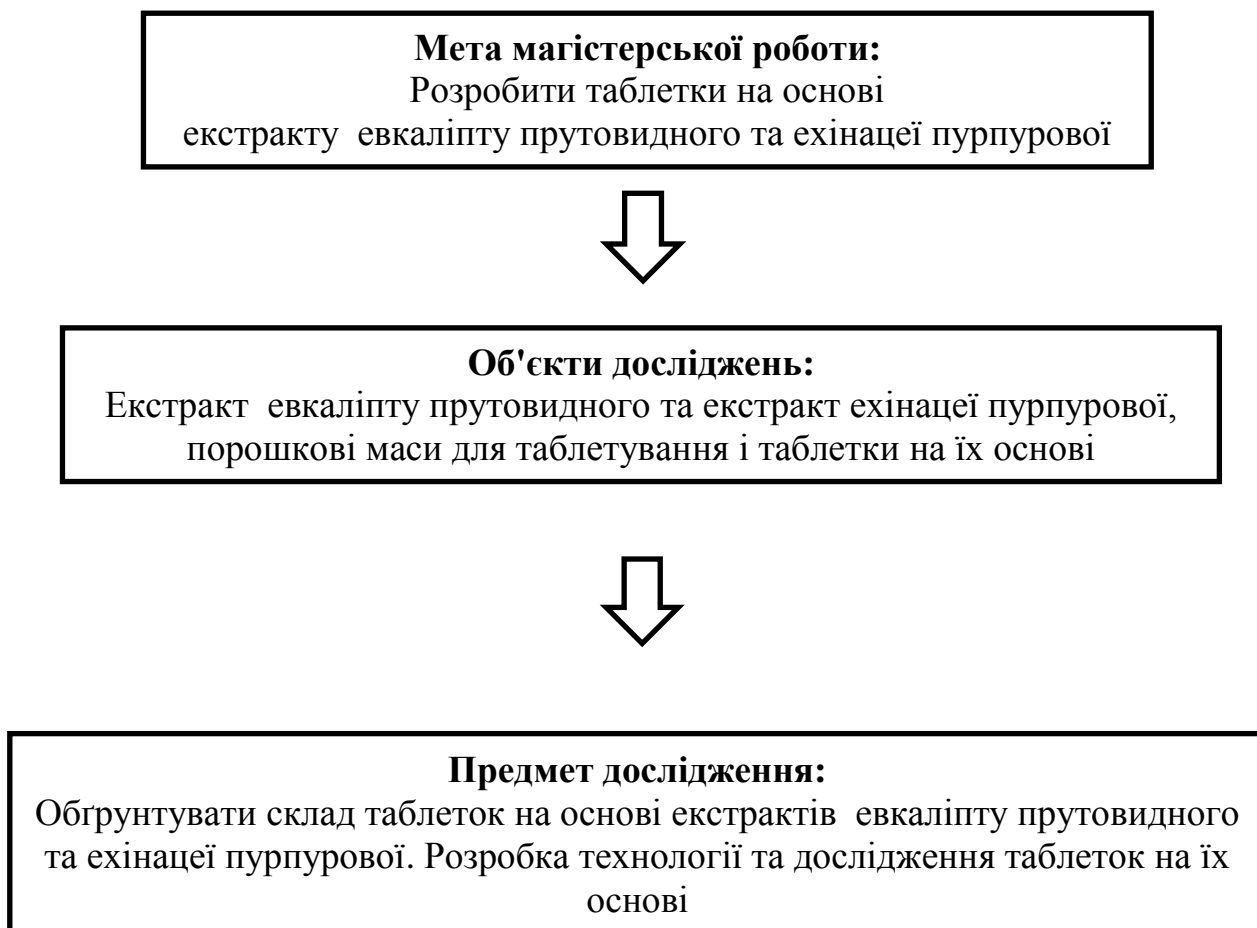 Мета магістерської роботи:
Розробити таблетки на основі
екстракту евкаліпту прутовидного та ехінацеї пурпурової
Об'єкти досліджень:
Екстракт евкаліпту прутовидного та екстракт ехінацеї пурпурової,
порошкові маси для таблетування і таблетки на їх основі
Предмет дослідження:
Обґрунтувати склад таблеток на основі екстрактів евкаліпту прутовидного
та ехінацеї пурпурової. Розробка технології та дослідження таблеток на їх
основі